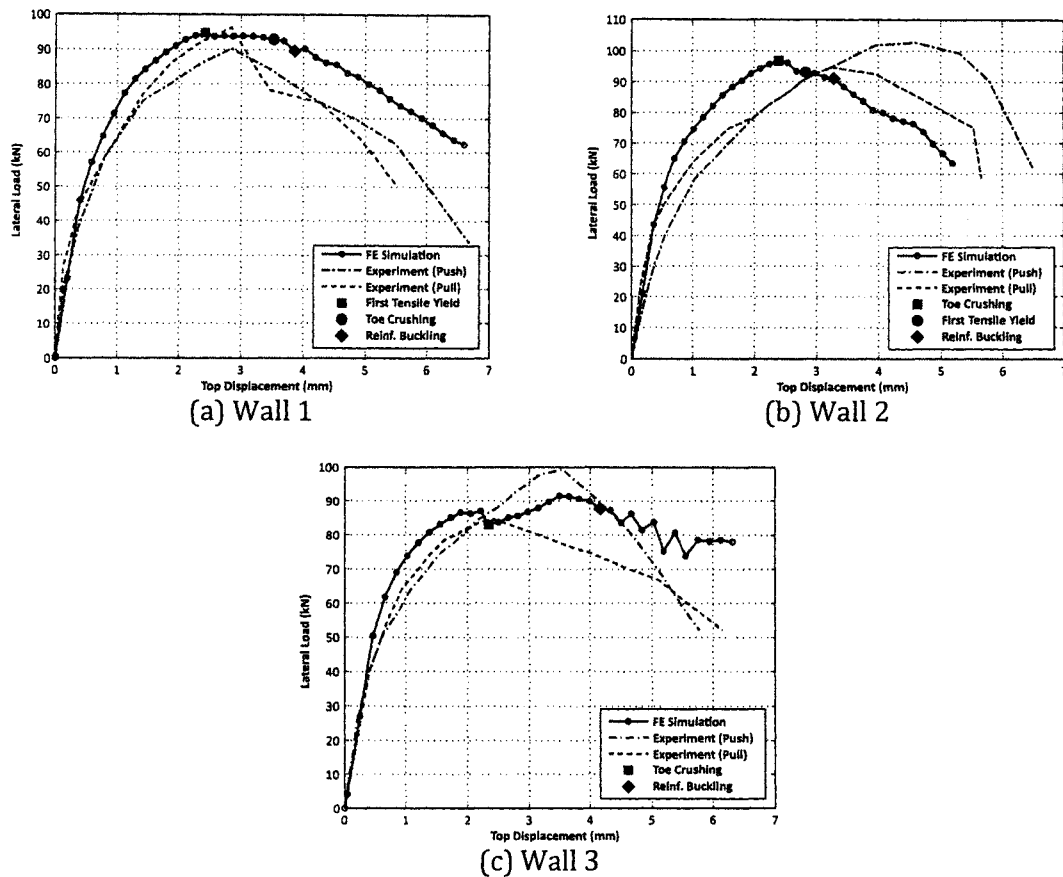 100
90
80
70
60
50
40
30
20
10
0
Lateral Load (kN)
FE Simulation
Experiment (Push)
Experiment (Pull)
First Tensile Yield
Toe Crushing
Reinf. Buckling
0 1 2 3 4 5 6 7
Top Displacement (mm)
(a) Wall 1
110
100
90
80
70
60
50
40
30
20
10
0
Lateral Load (kN)
FE Simulation
Experiment (Push)
Experiment (Pull)
Toe Crushing
First Tensile Yield
Reinf. Buckling
0 1 2 3 4 5 6 7
Top Displacement (mm)
(b) Wall 2
100
90
80
70
60
50
40
30
20
10
0
Lateral Load (kN)
FE Simulation
Experiment (Push)
Experiment (Pull)
Toe Crushing
Reinf. Buckling
0 1 2 3 4 5 6 7
Top Displacement (mm)
(c) Wall 3